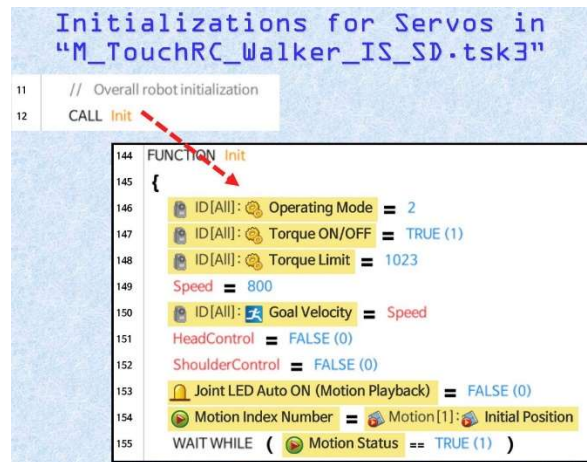 Initializations for Servos in
“M_TouchRC_Walker_IS_SD.tsk3”
11 // Overall robot initialization
12 CALL Init
144 FUNCTION Init
145 {
146 ID[All]: Operating Mode = 2
147 ID[All]: Torque ON/OFF = TRUE (1)
148 ID[All]: Torque Limit = 1023
149 Speed = 800
150 ID[All]: Goal Velocity = Speed
151 HeadControl = FALSE (0)
152 ShoulderControl = FALSE (0)
153 Joint LED Auto ON (Motion Playback) = FALSE (0)
154 Motion Index Number = Motion[1]: Initial Position
155 WAIT WHILE ( Motion Status == TRUE (1) )